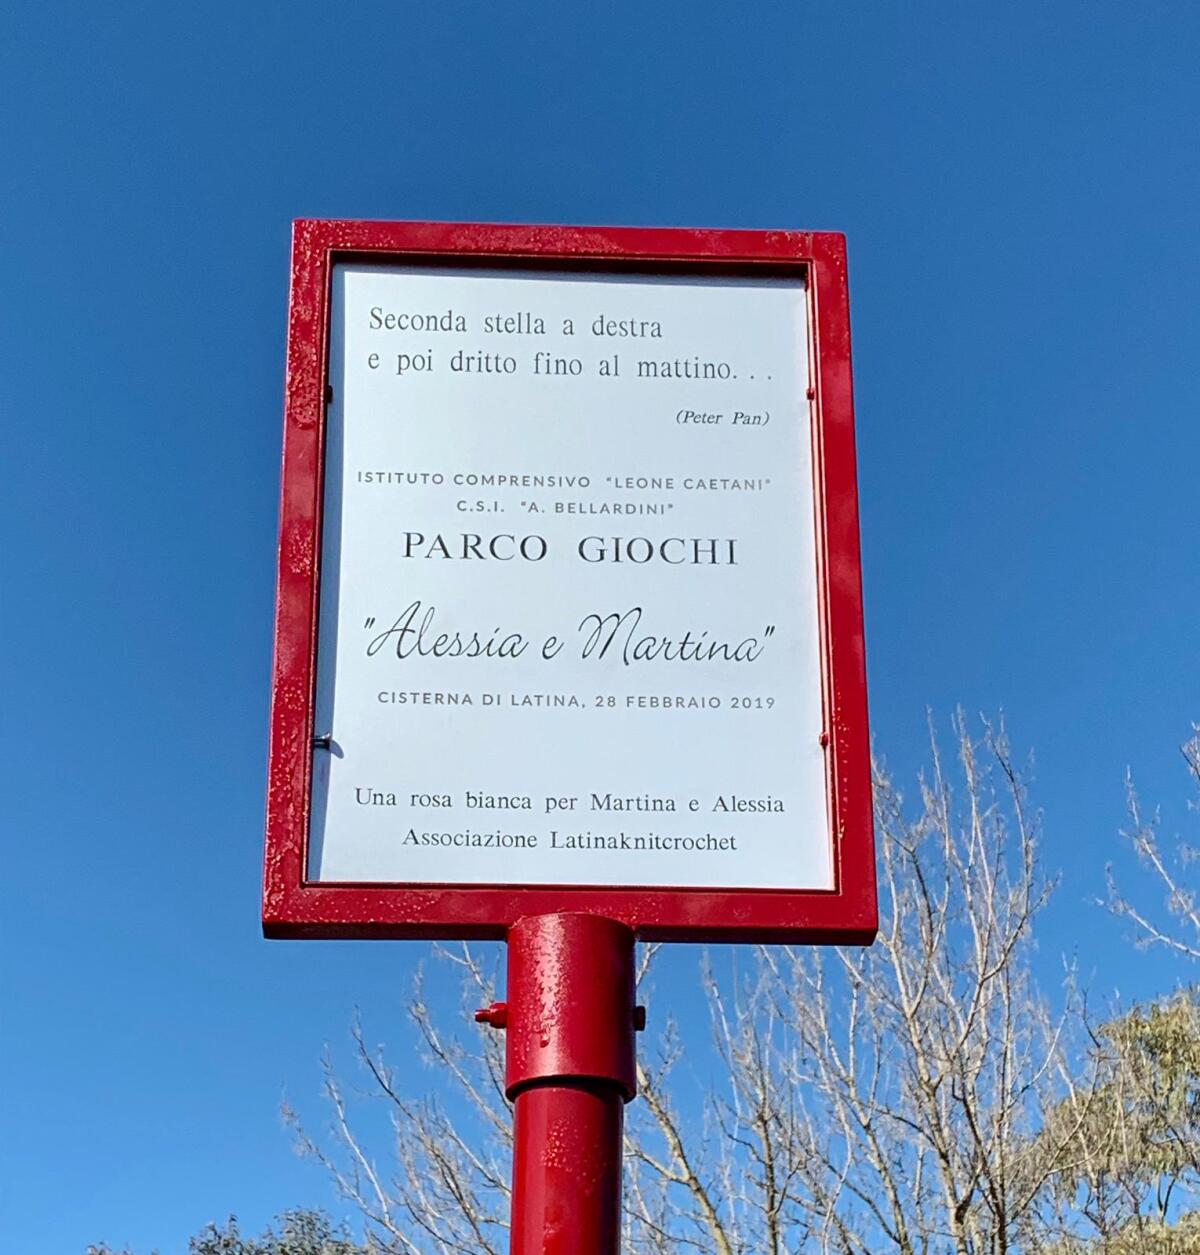 Seconda stella a destra
e poi dritto fino al mattino...
(Peter Pan)
ISTITUTO COMPRENSIVO "LEONE CAETANI"
C.S.I. "A. BELLARDINI"
PARCO GIOCHI
"Alessia e Martina"
CISTERNA DI LATINA, 28 FEBBRAIO 2019
Una rosa bianca per Martina e Alessia
Associazione Latinaknitcrochet